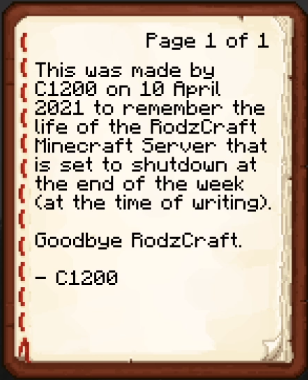 Page 1 of 1
This was made by
C1200 on 10 April
2021 to remember the
life of the RodzCraft
Minecraft Server that
is set to shutdown at
the end of the week
(at the time of writing).
Goodbye RodzCraft.
- C1200